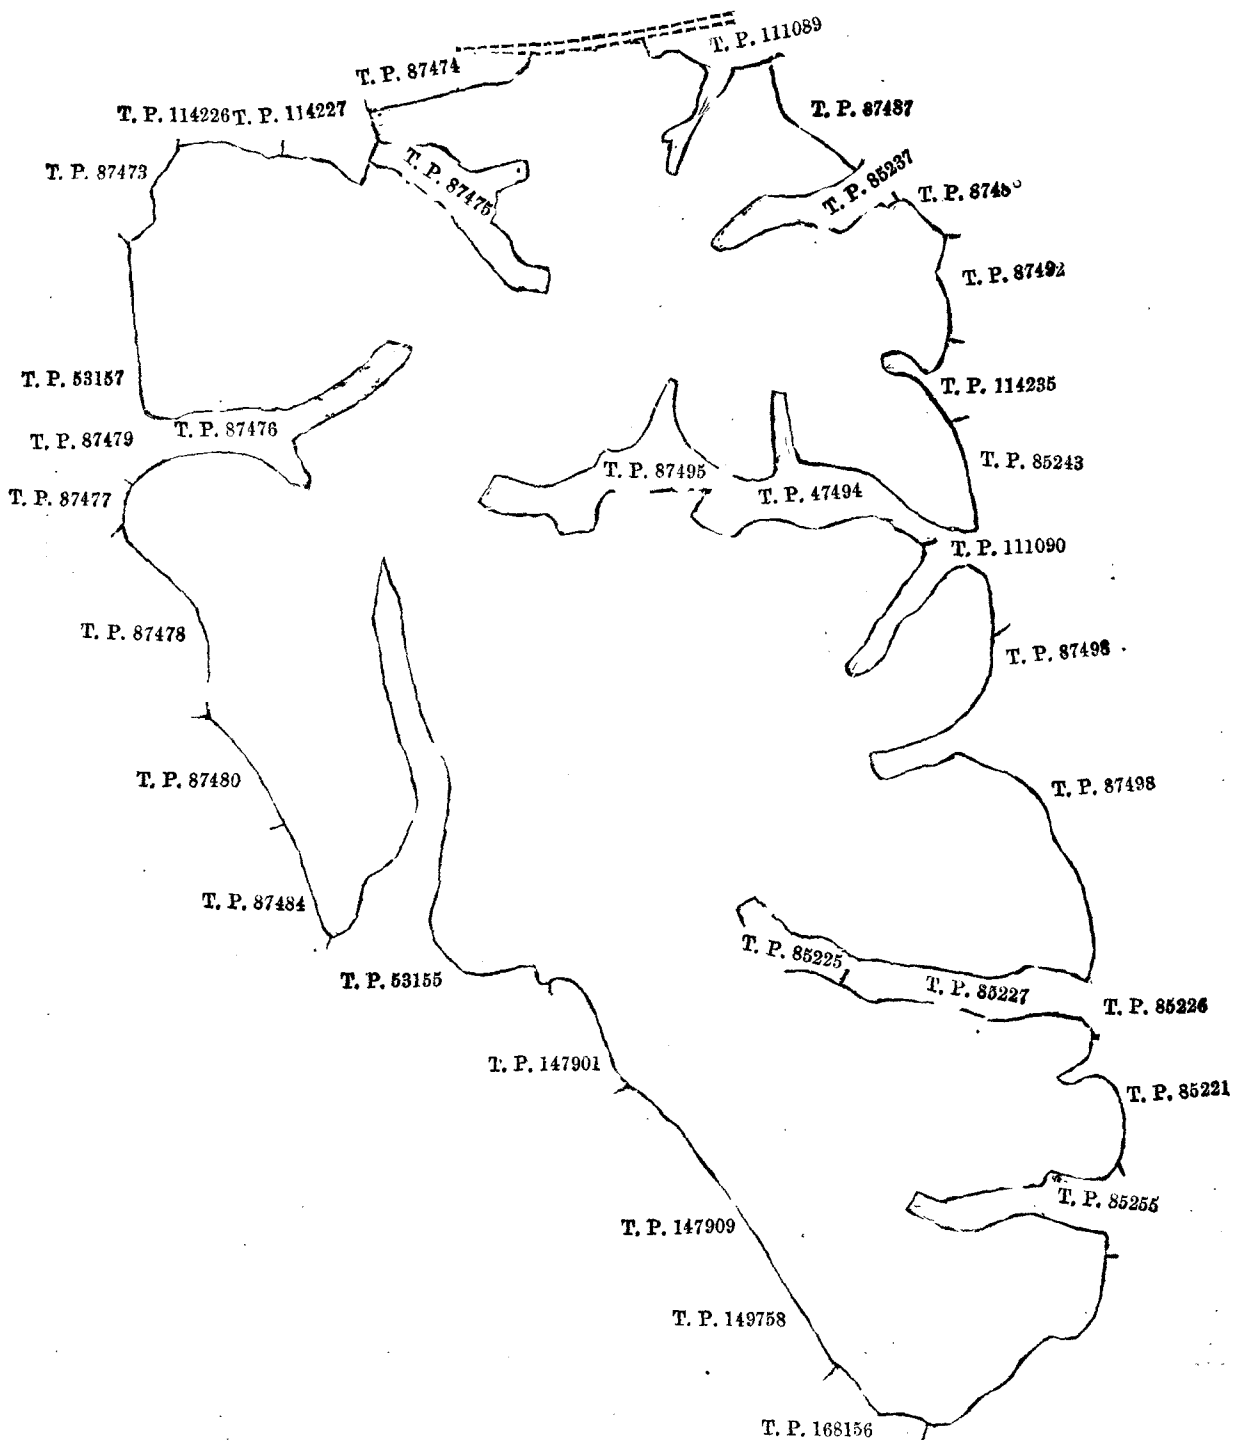 T. P. 111089
T. P. 87474
T. P. 114226 T. P. 114227
T. P. 87487
T. P. 87473
T. P. 87475
T. P. 85237
T. P.
T. P. 87492
T. P. 53157
T. P. 114235
T. P. 87476
T. P. 87479
T. P. 85243
T. P. 87495
T. P. 87477
T. P. 47494
T. P. 111090
T. P. 87478
T. P. 87498
T. P. 87480
T. P. 87498
T. P. 87484
T. P. 85225
T. P. 53155
T. P. 85227
T. P. 85226
T. P. 147901
T. P. 85221
T. P. 85255
T. P. 147909
T. P. 149758
T. P. 168156